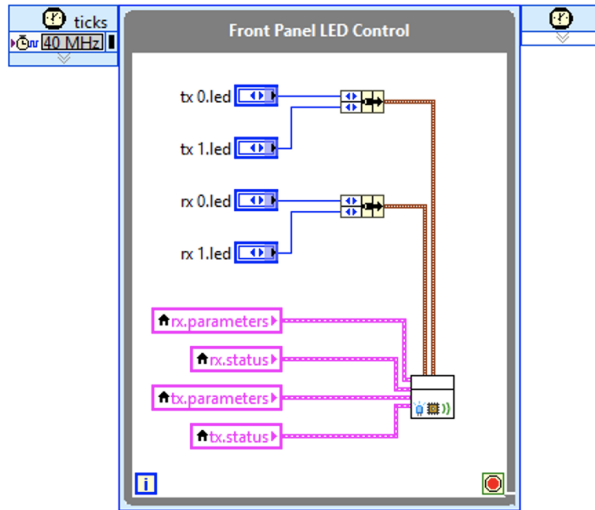 ticks
40 MHz
Front Panel LED Control
tx 0.led
tx 1.led
rx 0.led
rx 1.led
rx.parameters
rx.status
tx.parameters
tx.status
i